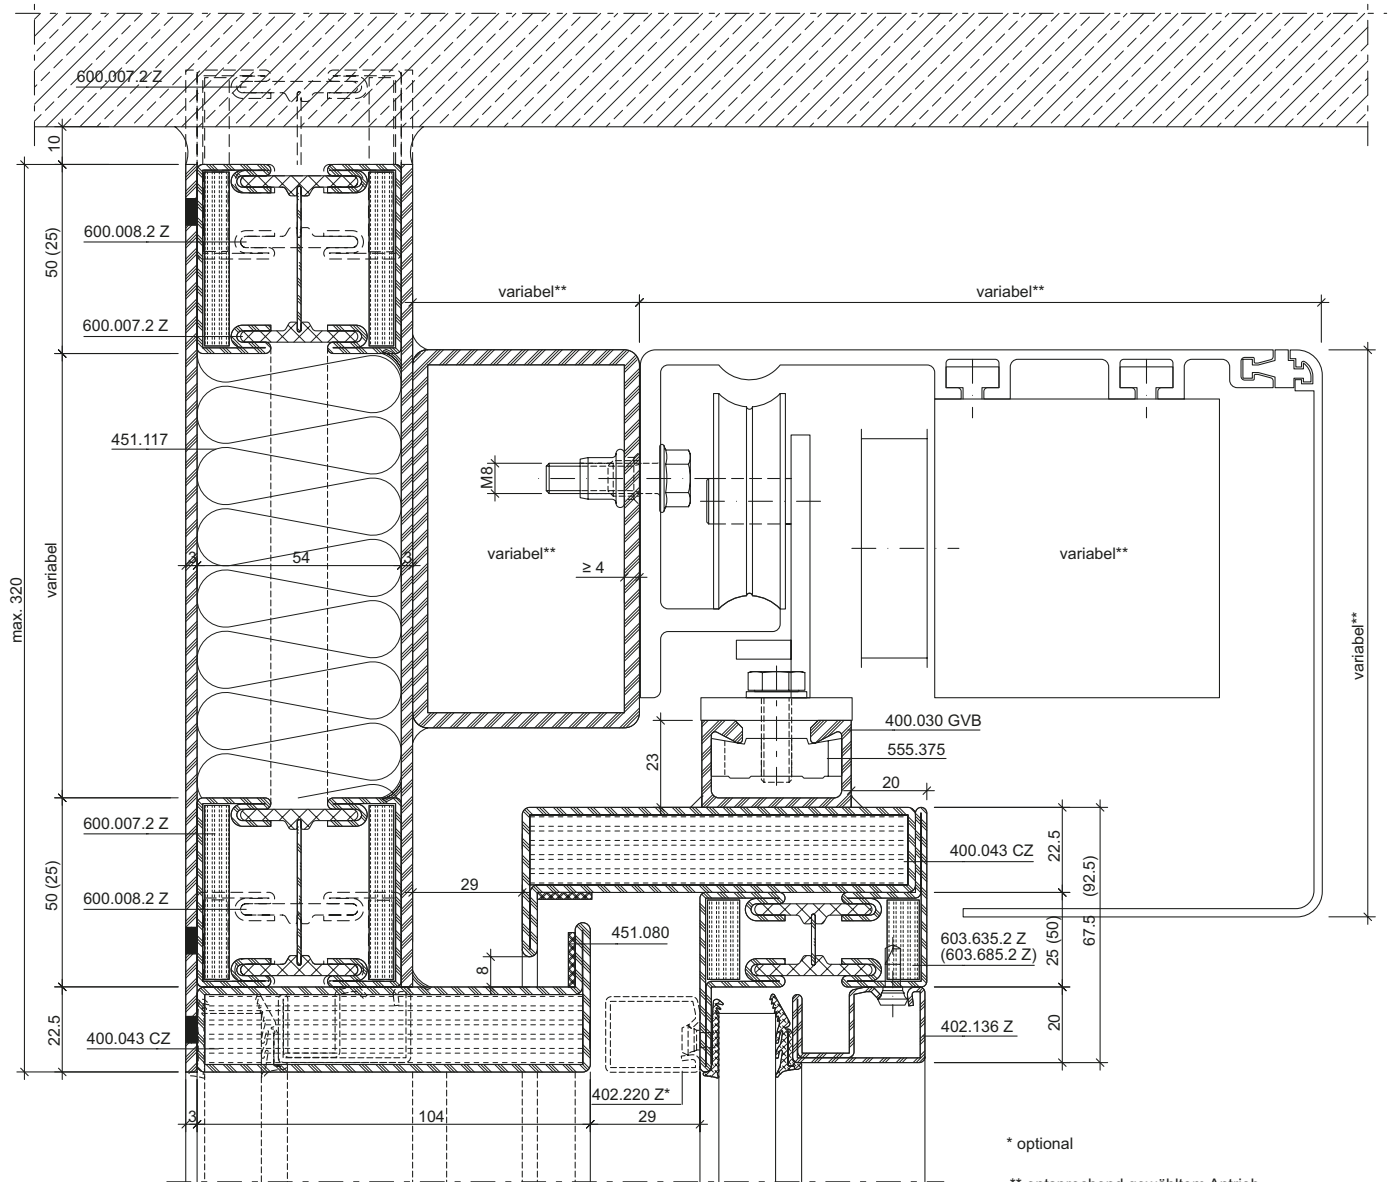 600.007.2 Z
10
50 (25)
600.008.2 Z
variabel**
variabel**
600.007.2 Z
451.117
M8
variabel**
variabel**
≥ 4
3
54
3
variabel
max. 320
variabel**
400.030 GVB
555.375
23
20
600.007.2 Z
400.043 CZ
22.5
(92.5)
67.5
50 (25)
29
600.008.2 Z
451.080
603.635.2 Z
(603.685.2 Z)
25 (50)
8
22.5
400.043 CZ
402.136 Z
20
402.220 Z*
3
104
29
* optional